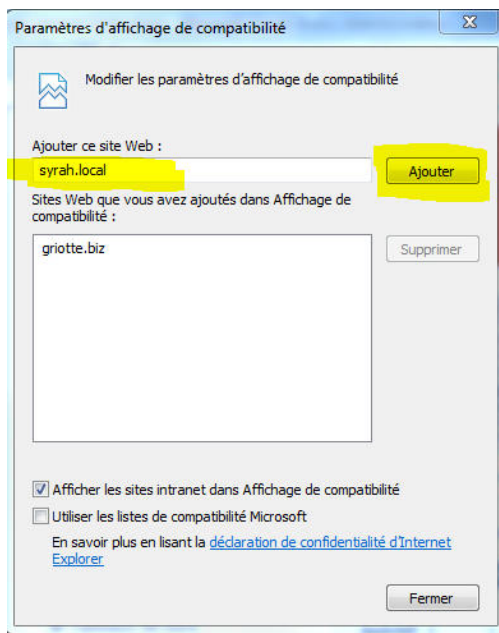 Paramètres d'affichage de compatibilité
Modifier les paramètres d'affichage de compatibilité
Ajouter ce site Web :
syrah.local
Ajouter
Sites Web que vous avez ajoutés dans Affichage de
compatibilité :
griotte.biz
Supprimer
Afficher les sites intranet dans Affichage de compatibilité
Utiliser les listes de compatibilité Microsoft
En savoir plus en lisant la déclaration de confidentialité d'Internet
Explorer
Fermer